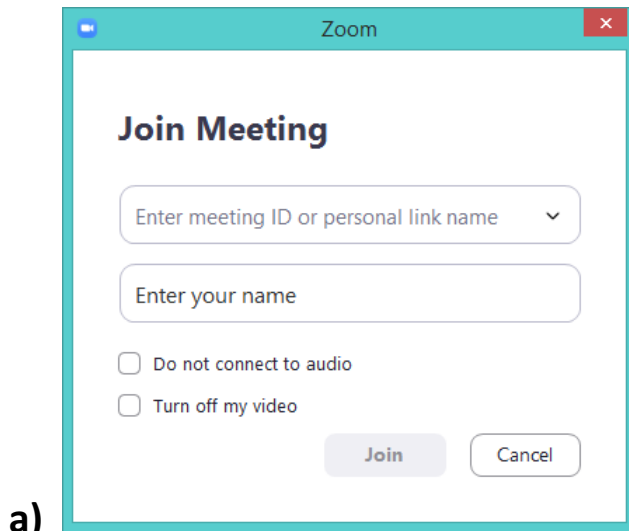 Zoom
Join Meeting
Enter meeting ID or personal link name
Enter your name
Do not connect to audio
Turn off my video
Join Cancel
a)